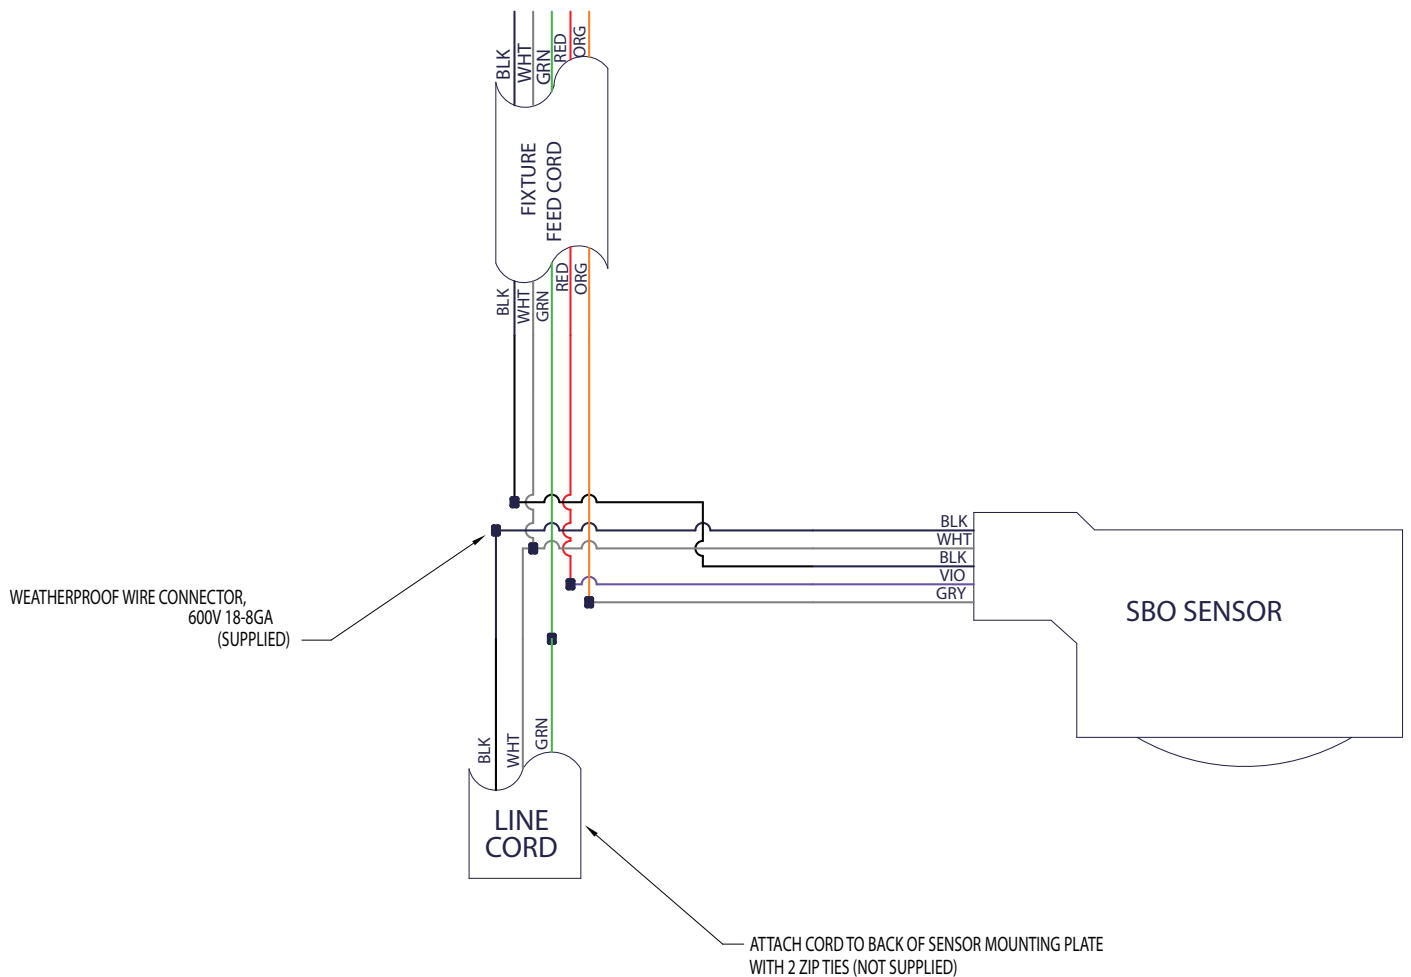 BLK
WHT
GRN
RED
ORG
FIXTURE
FEED CORD
BLK
WHT
GRN
RED
ORG
BLK
WHT
BLK
VIO
GRY
SBO SENSOR
WEATHERPROOF WIRE CONNECTOR,
600V 18-8GA
(SUPPLIED)
BLK
WHT
GRN
LINE
CORD
ATTACH CORD TO BACK OF SENSOR MOUNTING PLATE
WITH 2 ZIP TIES (NOT SUPPLIED)